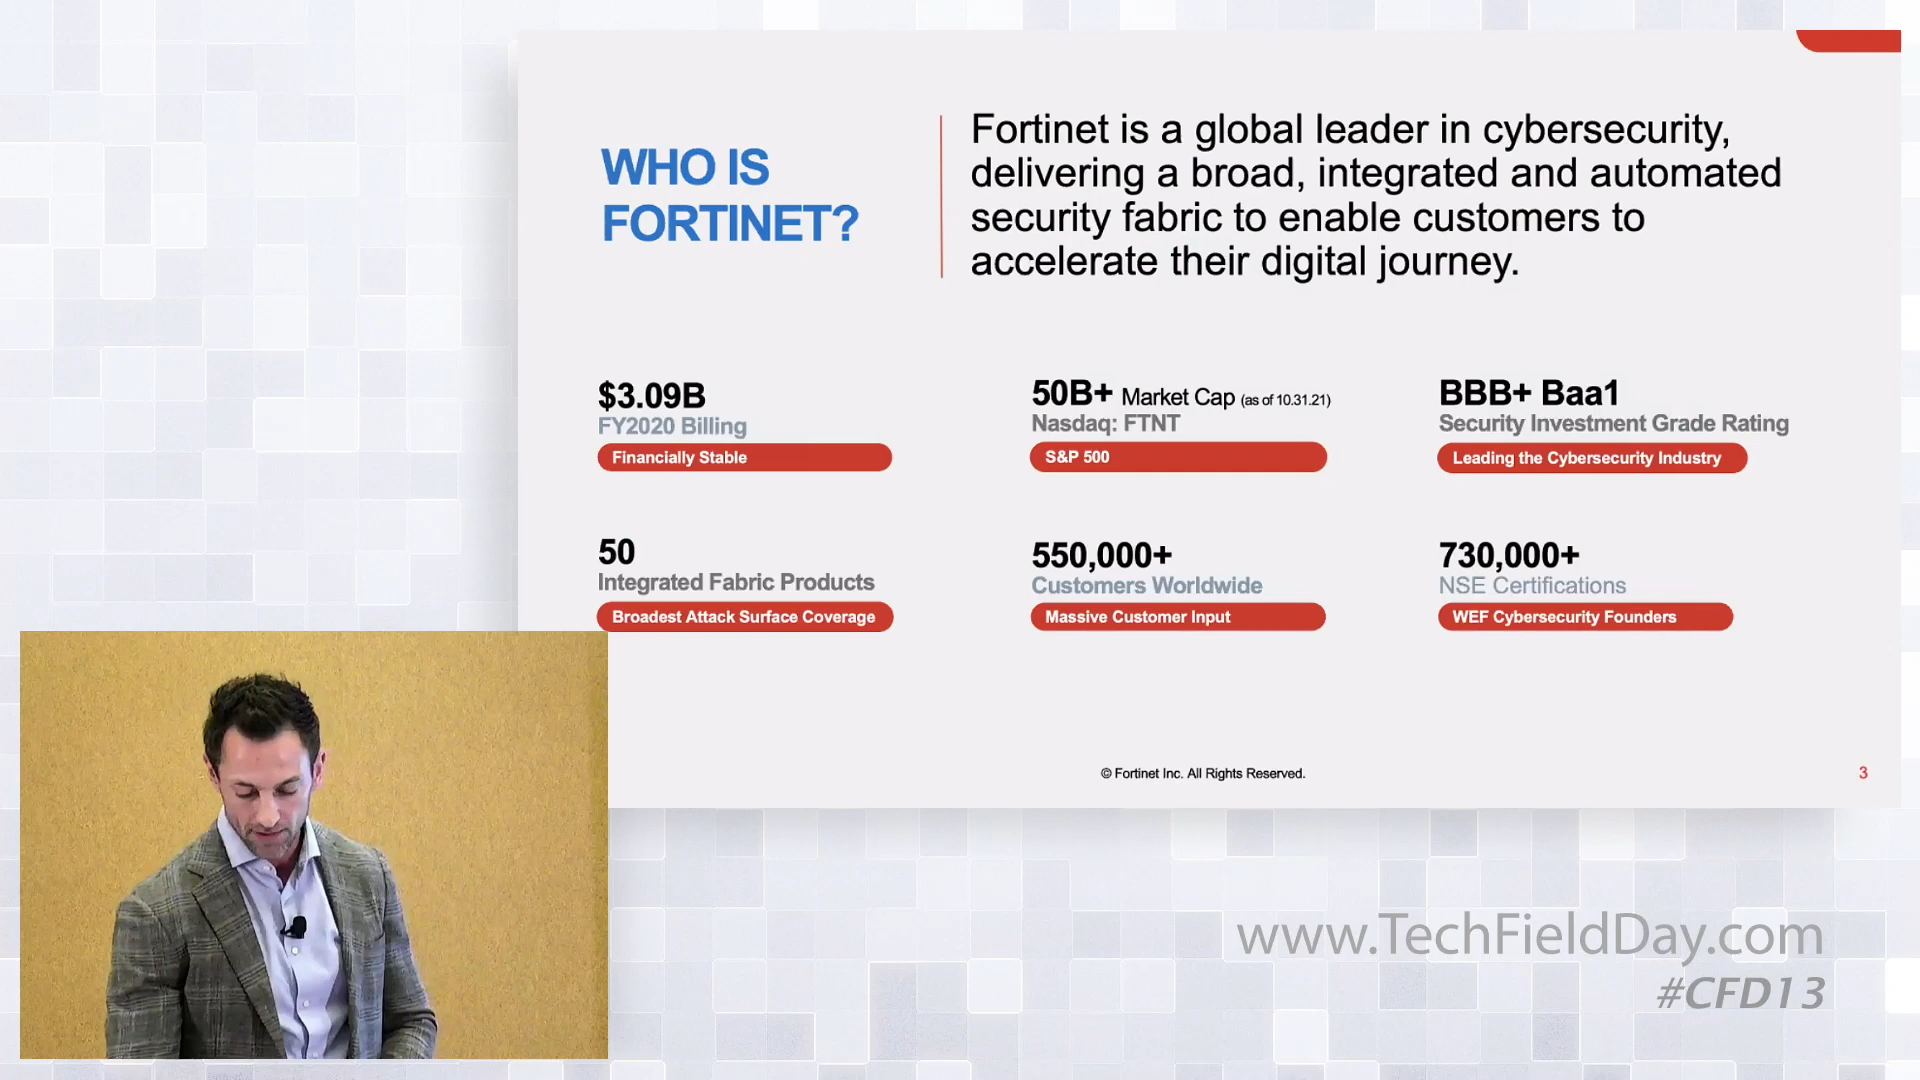 WHO IS
FORTINET?
Fortinet is a global leader in cybersecurity,
delivering a broad, integrated and automated
security fabric to enable customers to
accelerate their digital journey.
$3.09B
FY2020 Billing
Financially Stable
50B+ Market Cap (as of 10.31.21)
Nasdaq: FTNT
S&P 500
BBB+ Baa1
Security Investment Grade Rating
Leading the Cybersecurity Industry
50
Integrated Fabric Products
Broadest Attack Surface Coverage
550,000+
Customers Worldwide
Massive Customer Input
730,000+
NSE Certifications
WEF Cybersecurity Founders
© Fortinet Inc. All Rights Reserved.
3
www.TechFieldDay.com
#CFD13